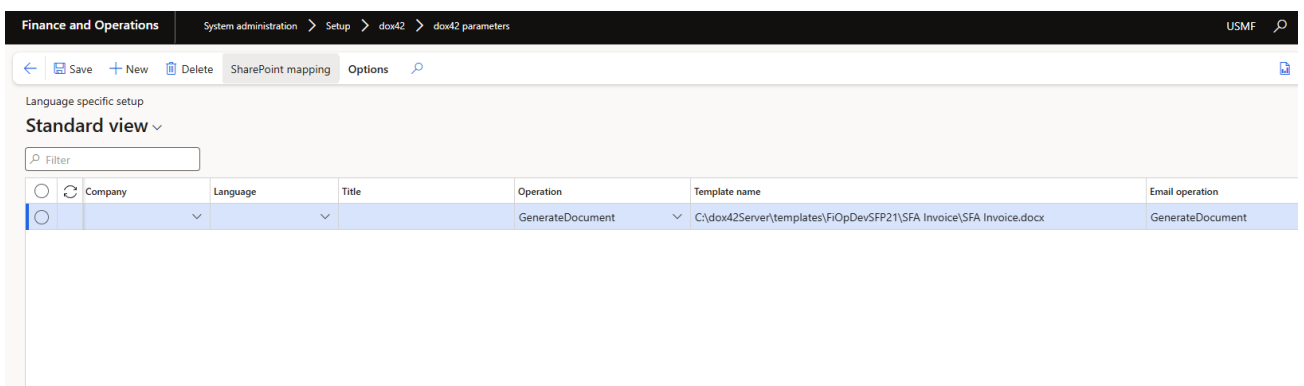 Finance and Operations System administration > Setup > dox42 > dox42 parameters USMF
Save + New Delete SharePoint mapping Options
Language specific setup
Standard view
Filter
Company Language Title Operation Template name Email operation
GenerateDocument C:\dox42Server\templates\FiOpDevSFP21\SFA Invoice\SFA Invoice.docx GenerateDocument